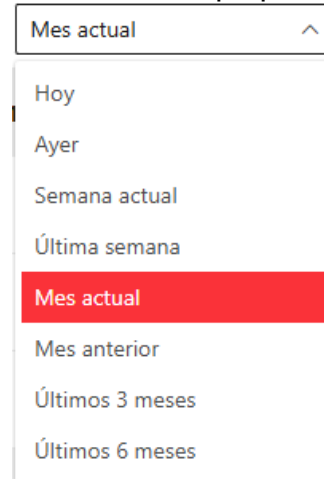 Mes actual
Hoy
Ayer
Semana actual
Última semana
Mes actual
Mes anterior
Últimos 3 meses
Últimos 6 meses